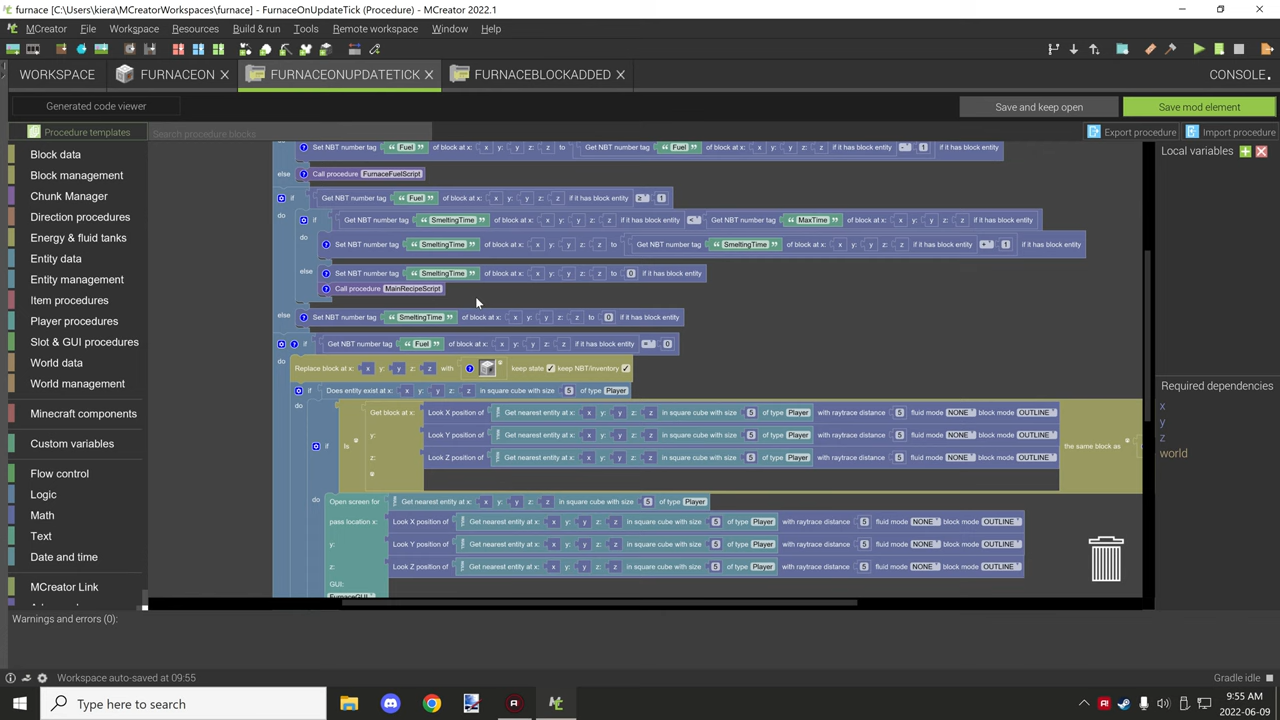 furnace [C:\Users\kiera\MCreatorWorkspaces\furnace] - FurnaceOnUpdateTick (Procedure) - MCreator 2022.1
MCreator File Workspace Resources Build & run Tools Remote workspace Window Help
WORKSPACE FURNACEON FURNACEONUPDATETICK FURNACEBLOCKADDED CONSOLE
Generated code viewer Save and keep open Save mod element
Procedure templates Search procedure blocks Export procedure Import procedure
Block data
Block management
Chunk Manager
Direction procedures
Energy & fluid tanks
Entity data
Entity management
Item procedures
Player procedures
Slot & GUI procedures
World data
World management
Minecraft components
Custom variables
Flow control
Logic
Math
Text
Date and time
MCreator Link
Set NBT number tag “ Fuel ” of block at x: x y: y z: z to Get NBT number tag “ Fuel ” of block at x: x y: y z: z if it has block entity - 1 if it has block entity
else Call procedure FurnaceFuelScript
if Get NBT number tag “ Fuel ” of block at x: x y: y z: z if it has block entity ≥ 1
do if Get NBT number tag “ SmeltingTime ” of block at x: x y: y z: z if it has block entity < Get NBT number tag “ MaxTime ” of block at x: x y: y z: z if it has block entity
do Set NBT number tag “ SmeltingTime ” of block at x: x y: y z: z to Get NBT number tag “ SmeltingTime ” of block at x: x y: y z: z if it has block entity + 1 if it has block entity
else Set NBT number tag “ SmeltingTime ” of block at x: x y: y z: z to 0 if it has block entity
Call procedure MainRecipeScript
else Set NBT number tag “ SmeltingTime ” of block at x: x y: y z: z to 0 if it has block entity
if Get NBT number tag “ Fuel ” of block at x: x y: y z: z if it has block entity = 0
do Replace block at x: x y: y z: z with keep state keep NBT/inventory
if Does entity exist at x: x y: y z: z in square cube with size 5 of type Player
do if Is Get block at x: Look X position of Get nearest entity at x: x y: y z: z in square cube with size 5 of type Player with raytrace distance 5 fluid mode NONE block mode OUTLINE
y: Look Y position of Get nearest entity at x: x y: y z: z in square cube with size 5 of type Player with raytrace distance 5 fluid mode NONE block mode OUTLINE the same block as
z: Look Z position of Get nearest entity at x: x y: y z: z in square cube with size 5 of type Player with raytrace distance 5 fluid mode NONE block mode OUTLINE
do Open screen for Get nearest entity at x: x y: y z: z in square cube with size 5 of type Player
pass location x: Look X position of Get nearest entity at x: x y: y z: z in square cube with size 5 of type Player with raytrace distance 5 fluid mode NONE block mode OUTLINE
y: Look Y position of Get nearest entity at x: x y: y z: z in square cube with size 5 of type Player with raytrace distance 5 fluid mode NONE block mode OUTLINE
z: Look Z position of Get nearest entity at x: x y: y z: z in square cube with size 5 of type Player with raytrace distance 5 fluid mode NONE block mode OUTLINE
GUI:
FurnaceGUI
Local variables
Required dependencies
x
y
z
world
Warnings and errors (0):
Workspace auto-saved at 09:55 Gradle idle
Type here to search
9:55 AM
2022-06-09